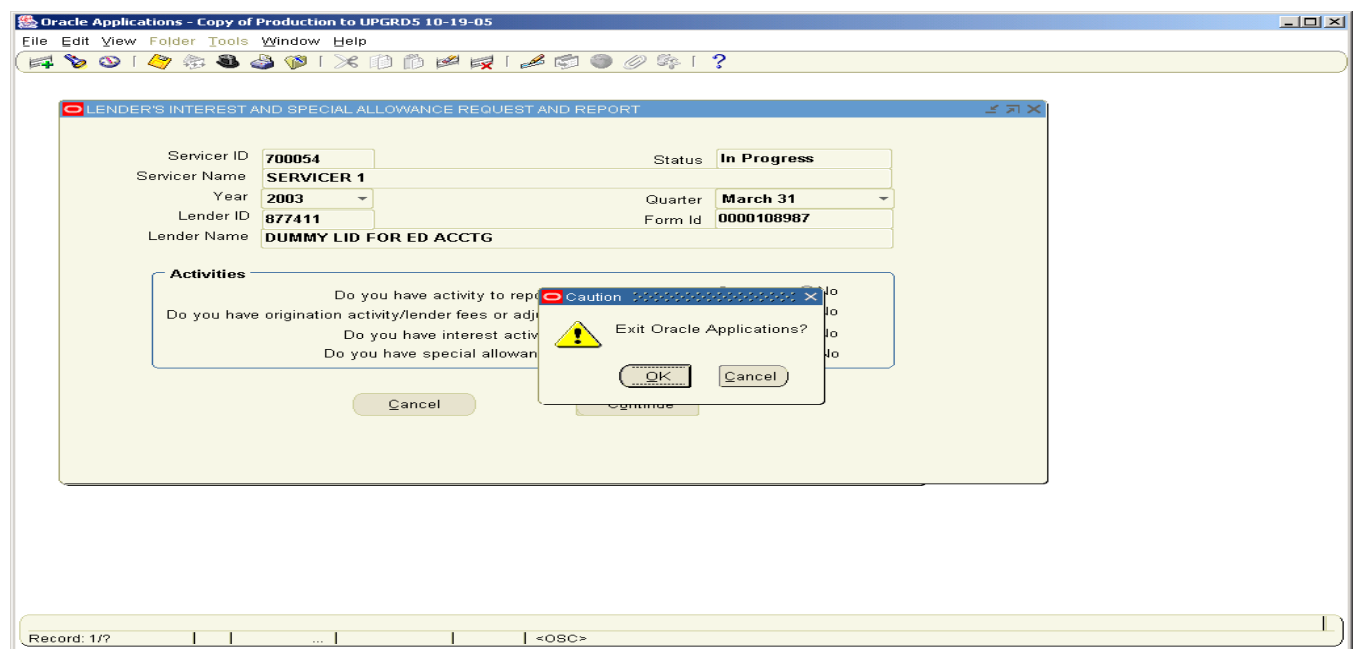 Oracle Applications - Copy of Production to UPGRD5 10-19-05
File Edit View Folder Tools Window Help
?
LENDER'S INTEREST AND SPECIAL ALLOWANCE REQUEST AND REPORT
Servicer ID 700054 Status In Progress
Servicer Name SERVICER 1
Year 2003 Quarter March 31
Lender ID 877411 Form Id 0000108987
Lender Name DUMMY LID FOR ED ACCTG
Activities
Do you have activity to No
Do you have origination activity/lender fees or
Do you have interest
Do you have special
Caution
Exit Oracle Applications?
OK Cancel
Cancel Continue
Record: 1/? ... <OSC>